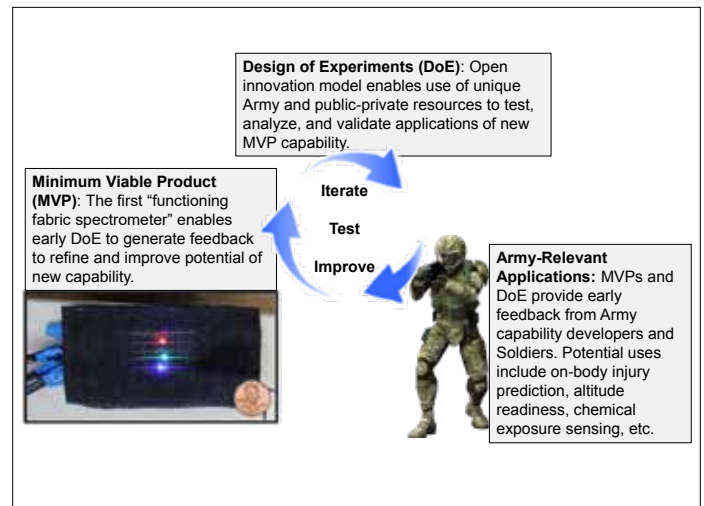 Design of Experiments (DoE): Open
innovation model enables use of unique
Army and public-private resources to test,
analyze, and validate applications of new
MVP capability.
Minimum Viable Product
(MVP): The first “functioning
fabric spectrometer” enables
early DoE to generate feedback
to refine and improve potential of
new capability.
Iterate
Test
Improve
Army-Relevant
Applications: MVPs and
DoE provide early
feedback from Army
capability developers and
Soldiers. Potential uses
include on-body injury
prediction, altitude
readiness, chemical
exposure sensing, etc.